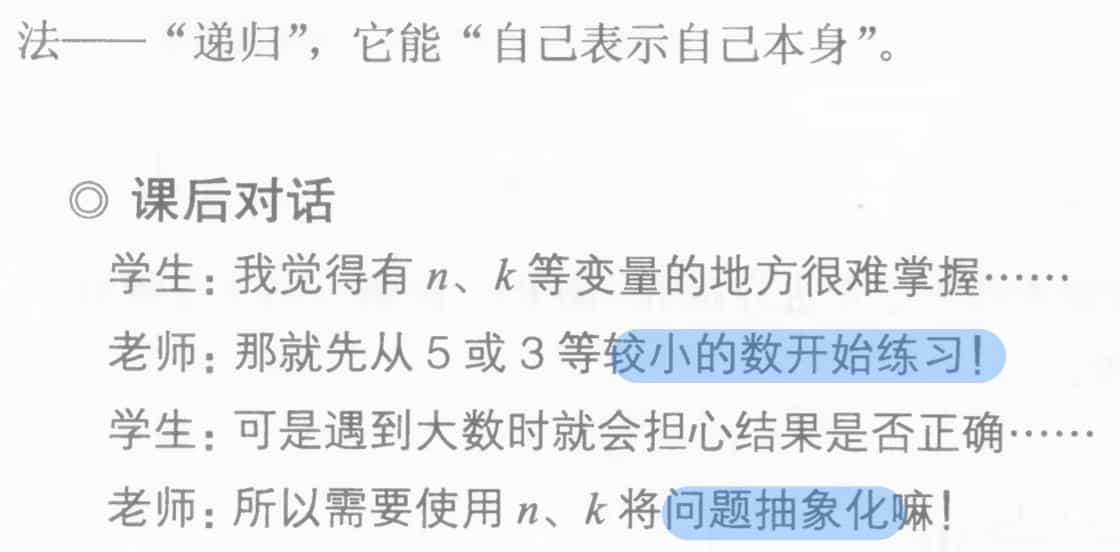 法——“递归”，它能“自己表示自己本身”。
◎ 课后对话
学生：我觉得有 n、k 等变量的地方很难掌握……
老师：那就先从 5 或 3 等较小的数开始练习！
学生：可是遇到大数时就会担心结果是否正确……
老师：所以需要使用 n、k 将问题抽象化嘛！